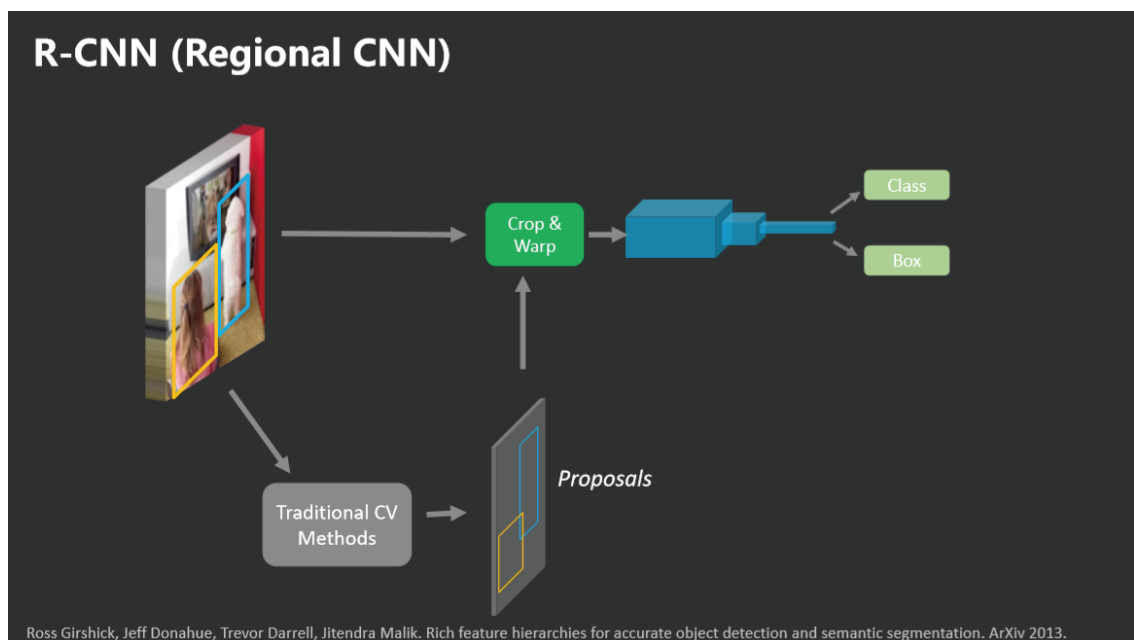 R-CNN (Regional CNN)
Class
Crop &
Warp
Box
Proposals
Traditional CV
Methods
Ross Girshick, Jeff Donahue, Trevor Darrell, Jitendra Malik. Rich feature hierarchies for accurate object detection and semantic segmentation. ArXiv 2013.